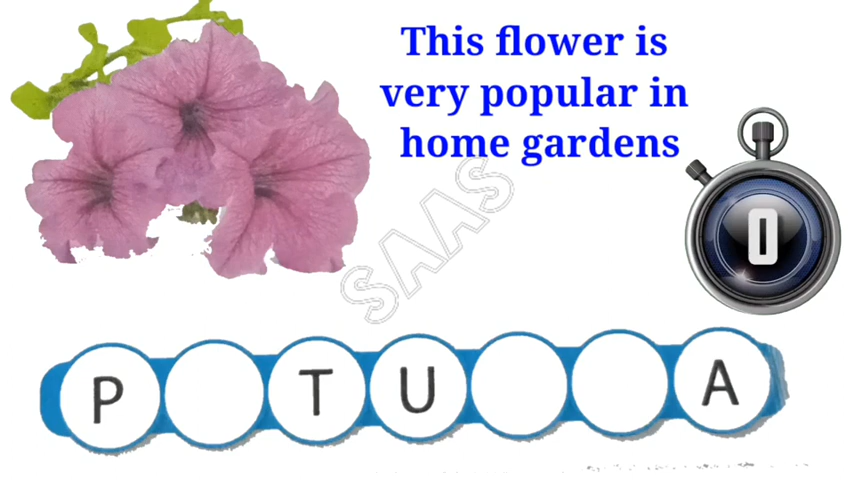 This flower is
very popular in
home gardens
SAAS
0
P T U A